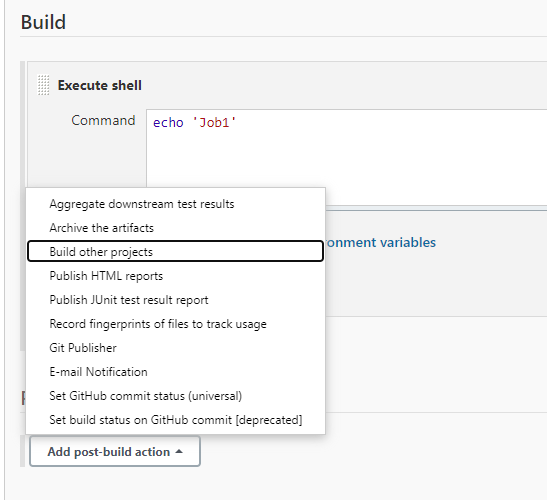 Build
Execute shell
Command
echo 'Job1'
Aggregate downstream test results
Archive the artifacts
Build other projects
onment variables
Publish HTML reports
Publish JUnit test result report
Record fingerprints of files to track usage
Git Publisher
E-mail Notification
Set GitHub commit status (universal)
Set build status on GitHub commit [deprecated]
Add post-build action